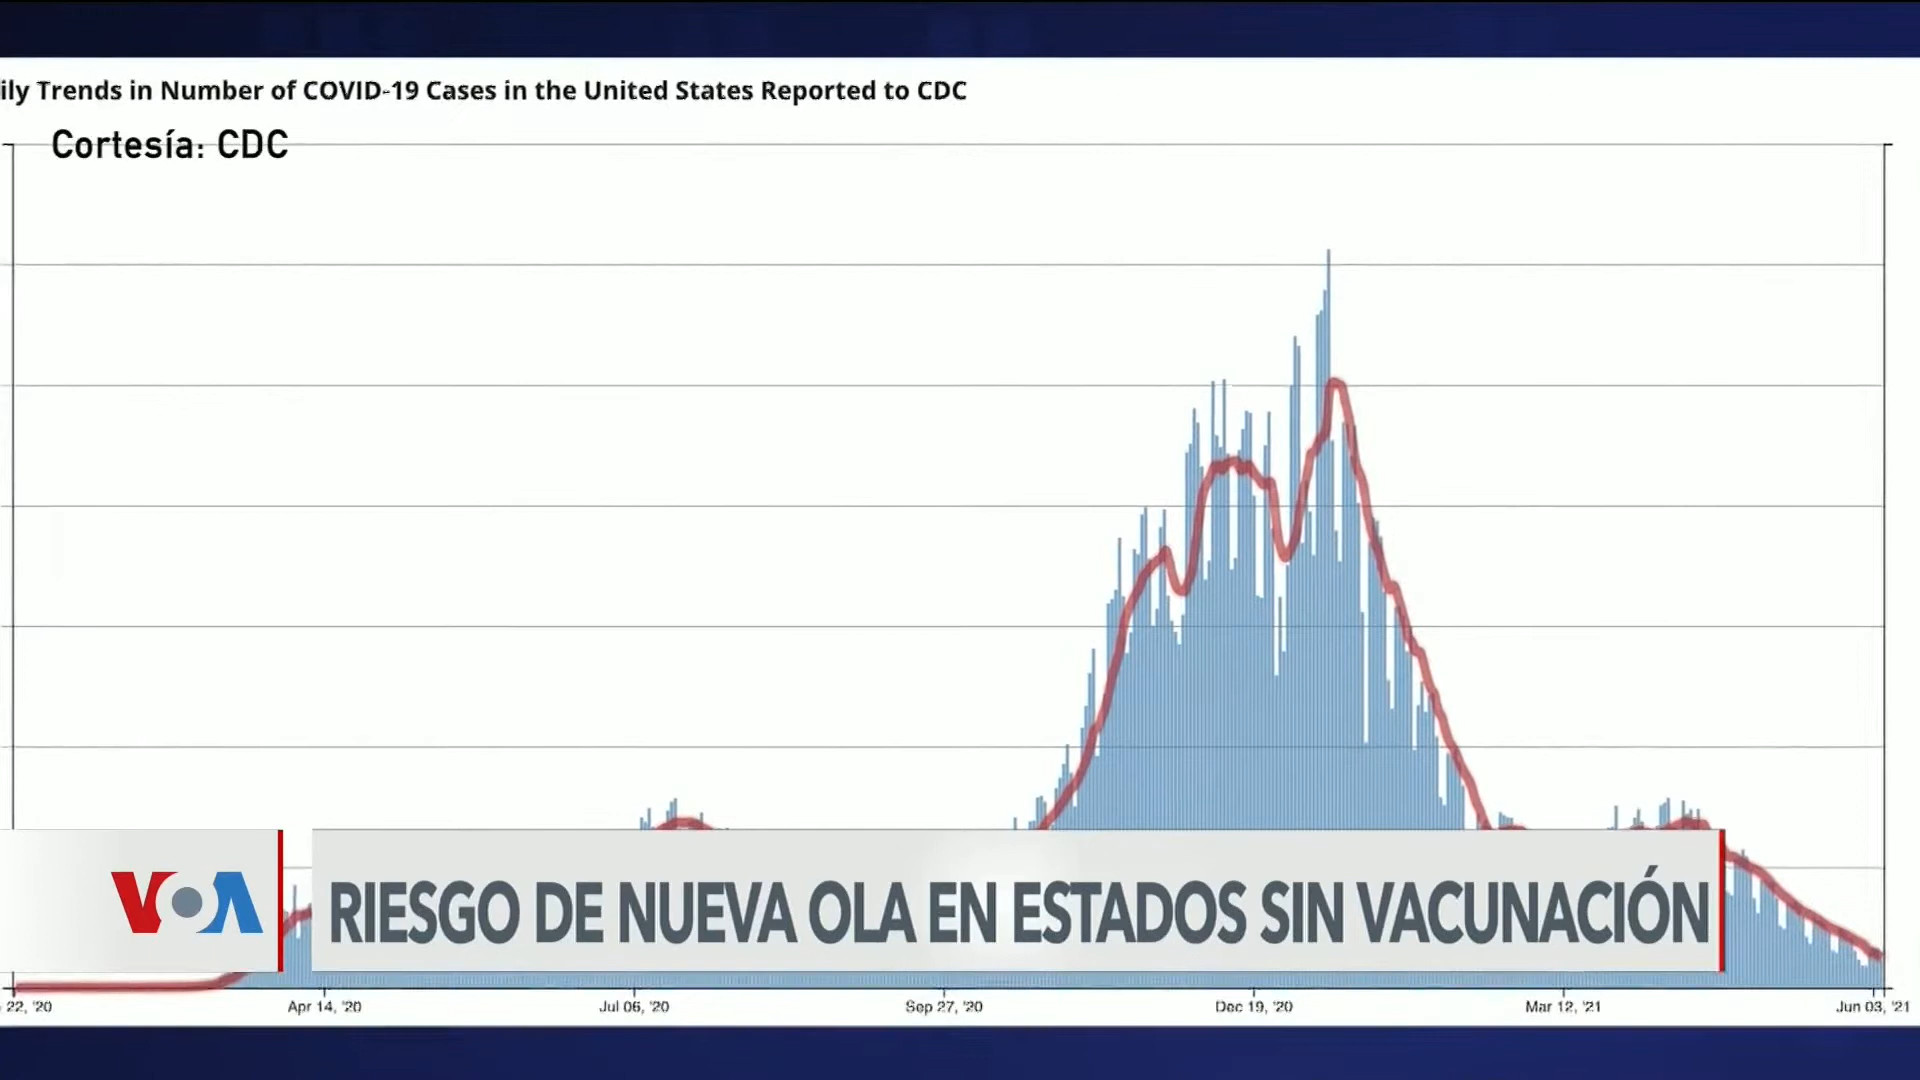 ily Trends in Number of COVID-19 Cases in the United States Reported to CDC
Cortesía: CDC
VOA
RIESGO DE NUEVA OLA EN ESTADOS SIN VACUNACIÓN
22, '20 Apr 14, '20 Jul 06, '20 Sep 27, '20 Dec 19, '20 Mar 12, '21 Jun 03, '21